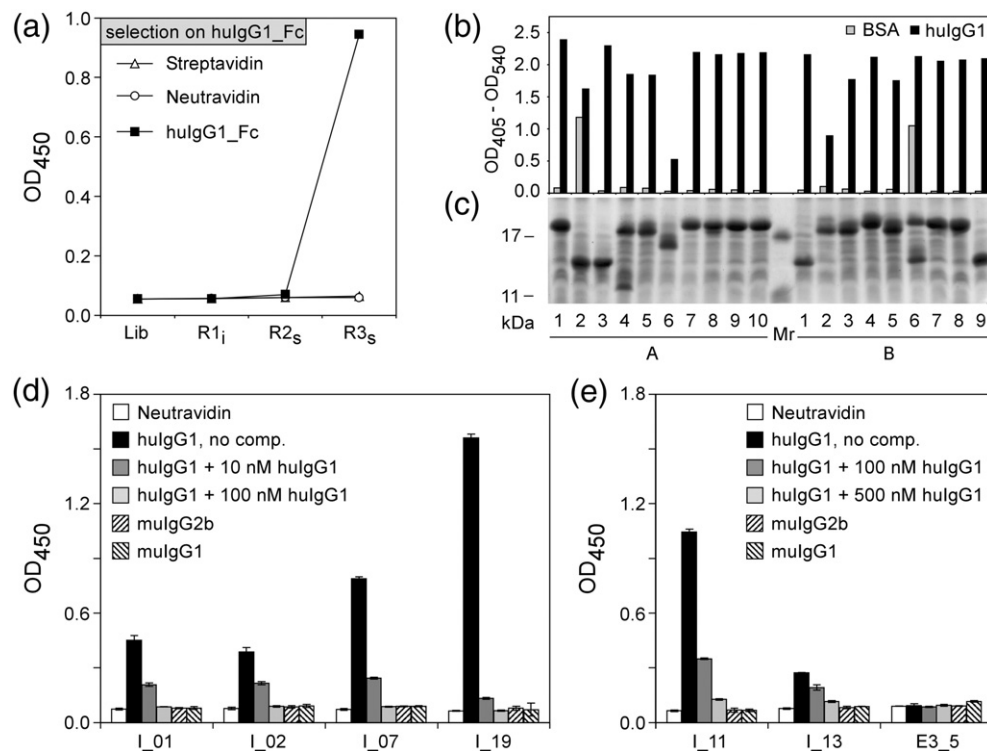 (a)
selection on huIgG1_Fc
Streptavidin
Neutravidin
huIgG1_Fc
OD450
1.0
0.8
0.6
0.4
0.2
0.0
Lib R1i R2s R3s
(b)
BSA huIgG1
OD405 - OD540
2.5
2.0
1.5
1.0
0.5
0.0
(c)
17
11
kDa
1 2 3 4 5 6 7 8 9 10 Mr 1 2 3 4 5 6 7 8 9
A B
(d)
Neutravidin
huIgG1, no comp.
huIgG1 + 10 nM huIgG1
huIgG1 + 100 nM huIgG1
muIgG2b
muIgG1
OD450
1.8
1.2
0.6
0.0
I_01 I_02 I_07 I_19
(e)
Neutravidin
huIgG1, no comp.
huIgG1 + 100 nM huIgG1
huIgG1 + 500 nM huIgG1
muIgG2b
muIgG1
OD450
1.8
1.2
0.6
0.0
I_11 I_13 E3_5